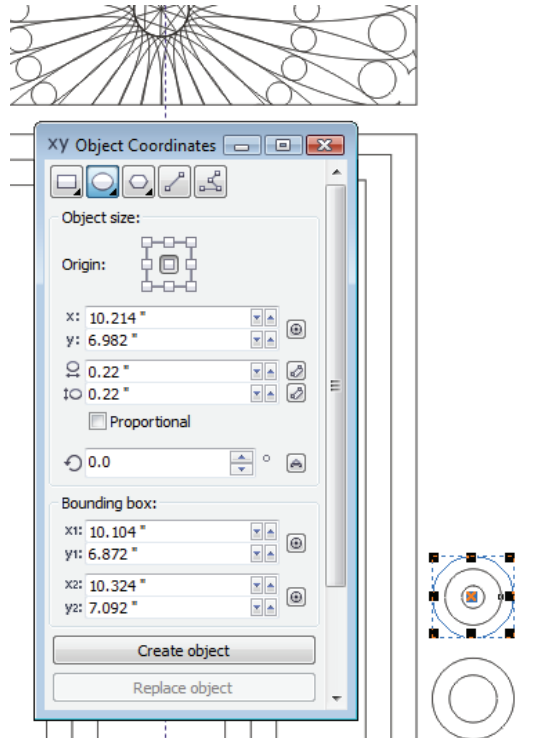 xy Object Coordinates
Object size:
Origin:
x: 10.214 "
y: 6.982 "
0.22 "
0.22 "
Proportional
0.0 °
Bounding box:
x1: 10.104 "
y1: 6.872 "
x2: 10.324 "
y2: 7.092 "
Create object
Replace object